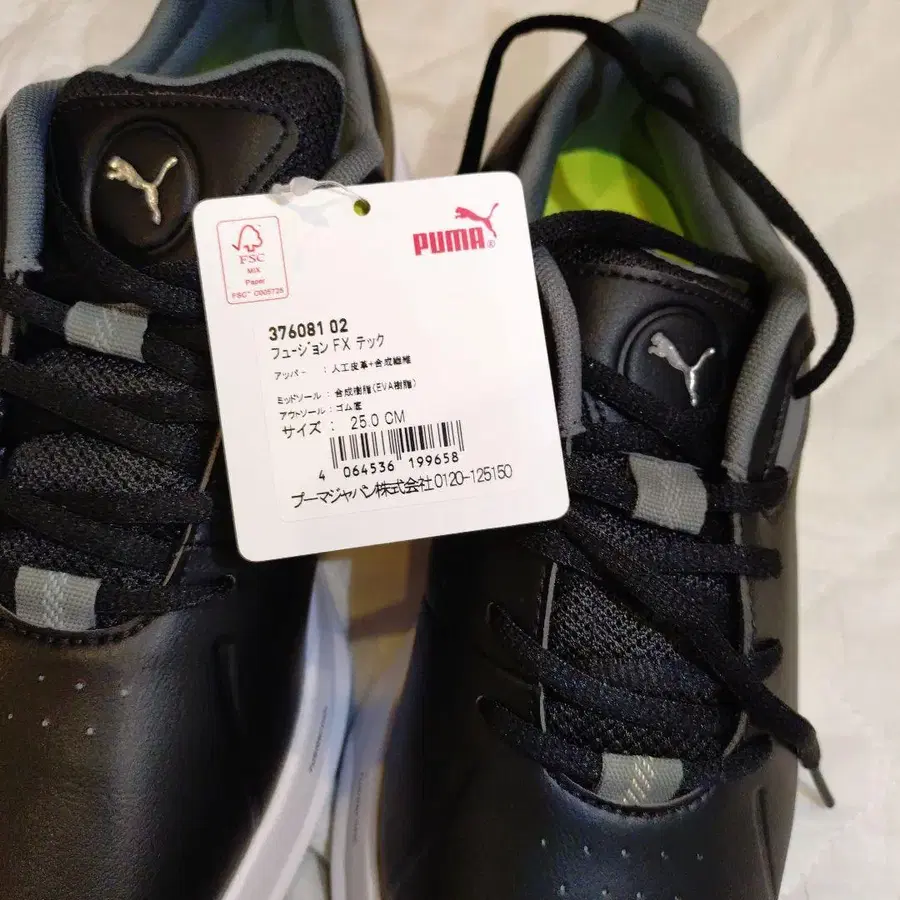 FSC
MIX
Paper
FSC™ C005725
PUMA®
376081 02
フュージョン FX テック
アッパー : 人工皮革+合成繊維
ミッドソール : 合成樹脂(EVA樹脂)
アウトソール : ゴム底
サイズ : 25.0 CM
4 064536 199658
プーマジャパン株式会社 0120-125150